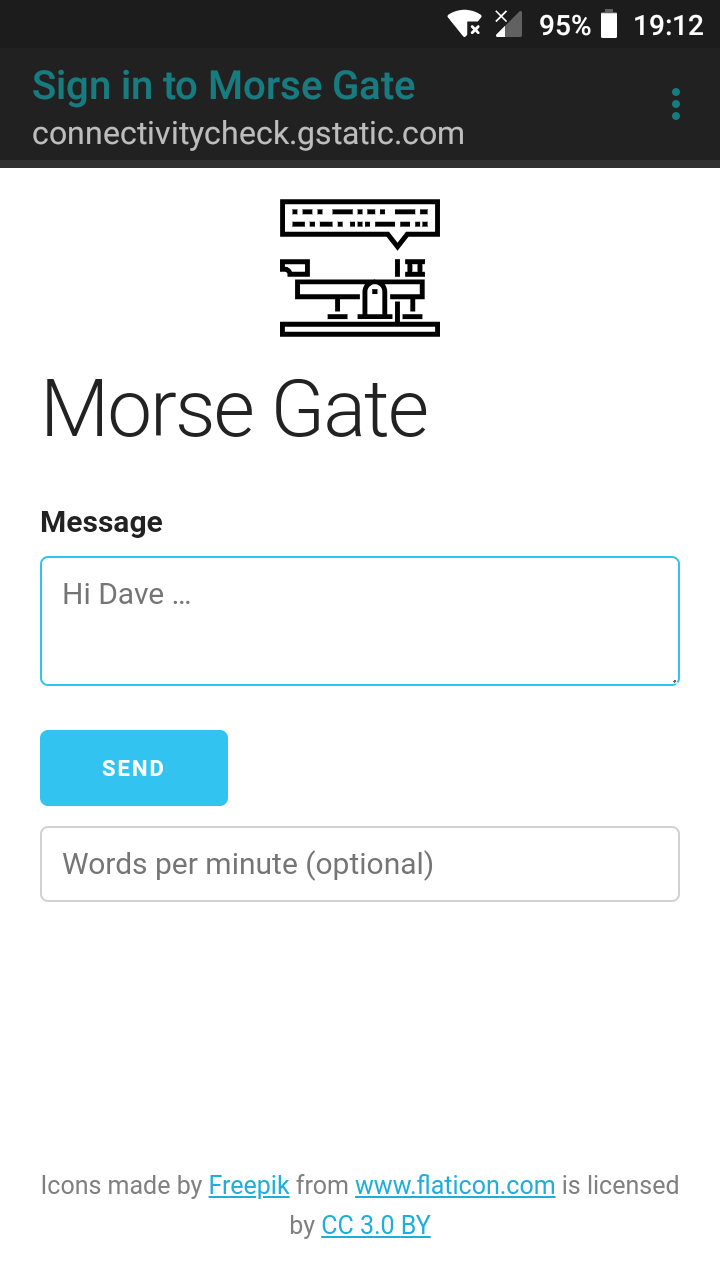 95% 19:12
Sign in to Morse Gate
connectivitycheck.gstatic.com
Morse Gate
Message
Hi Dave ...
SEND
Words per minute (optional)
Icons made by Freepik from www.flaticon.com is licensed
by CC 3.0 BY